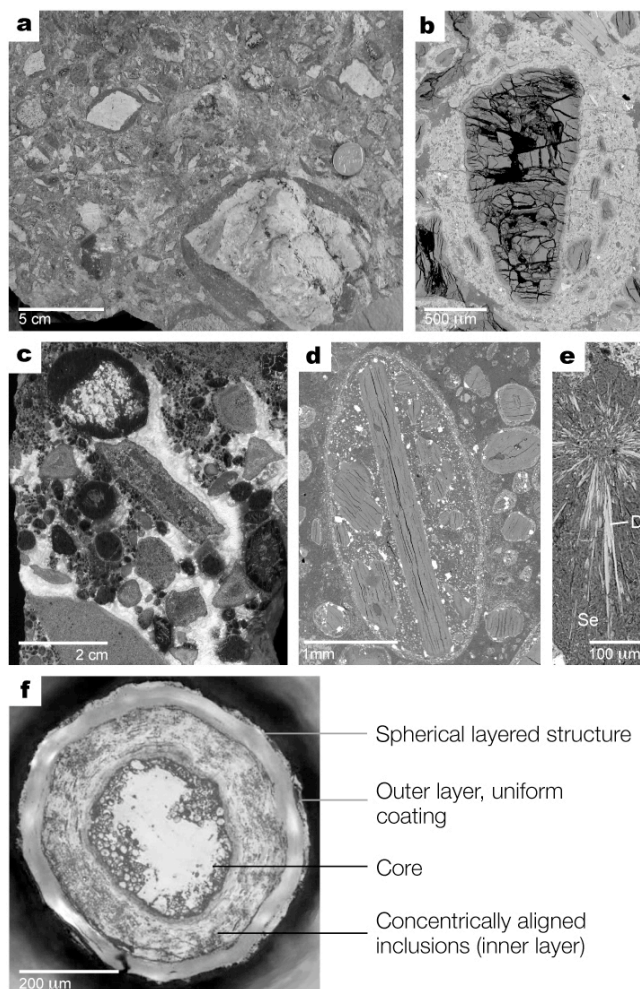 a
b
5 cm
500 µm
c
d
e
D
Se
2 cm
1mm
100 µm
f
Spherical layered structure
Outer layer, uniform
coating
Core
Concentrically aligned
inclusions (inner layer)
200 µm